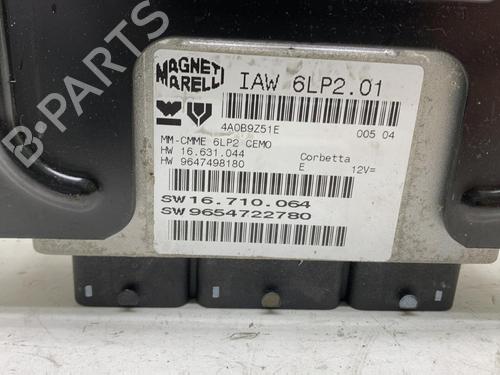 MAGNETI MARELLI
IAW 6LP2.01
4A0B9Z51E
005 04
MM-CMME 6LP2 CEMO
HW 16.631.044
Corbetta
HW 9647498180
E
12V=
SW16.710.064
SW9654722780